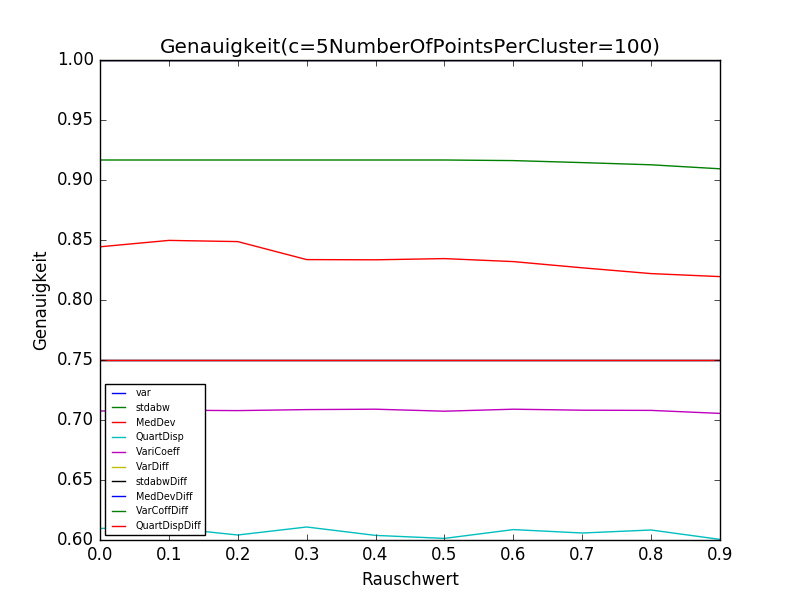 Genauigkeit(c=5NumberOfPointsPerCluster=100)
1.00
0.95
0.90
0.85
0.80
0.75
0.70
0.65
0.60
Genauigkeit
var
stdabw
MedDev
QuartDisp
VariCoeff
VarDiff
stdabwDiff
MedDevDiff
VarCoffDiff
QuartDispDiff
0.0 0.1 0.2 0.3 0.4 0.5 0.6 0.7 0.8 0.9
Rauschwert